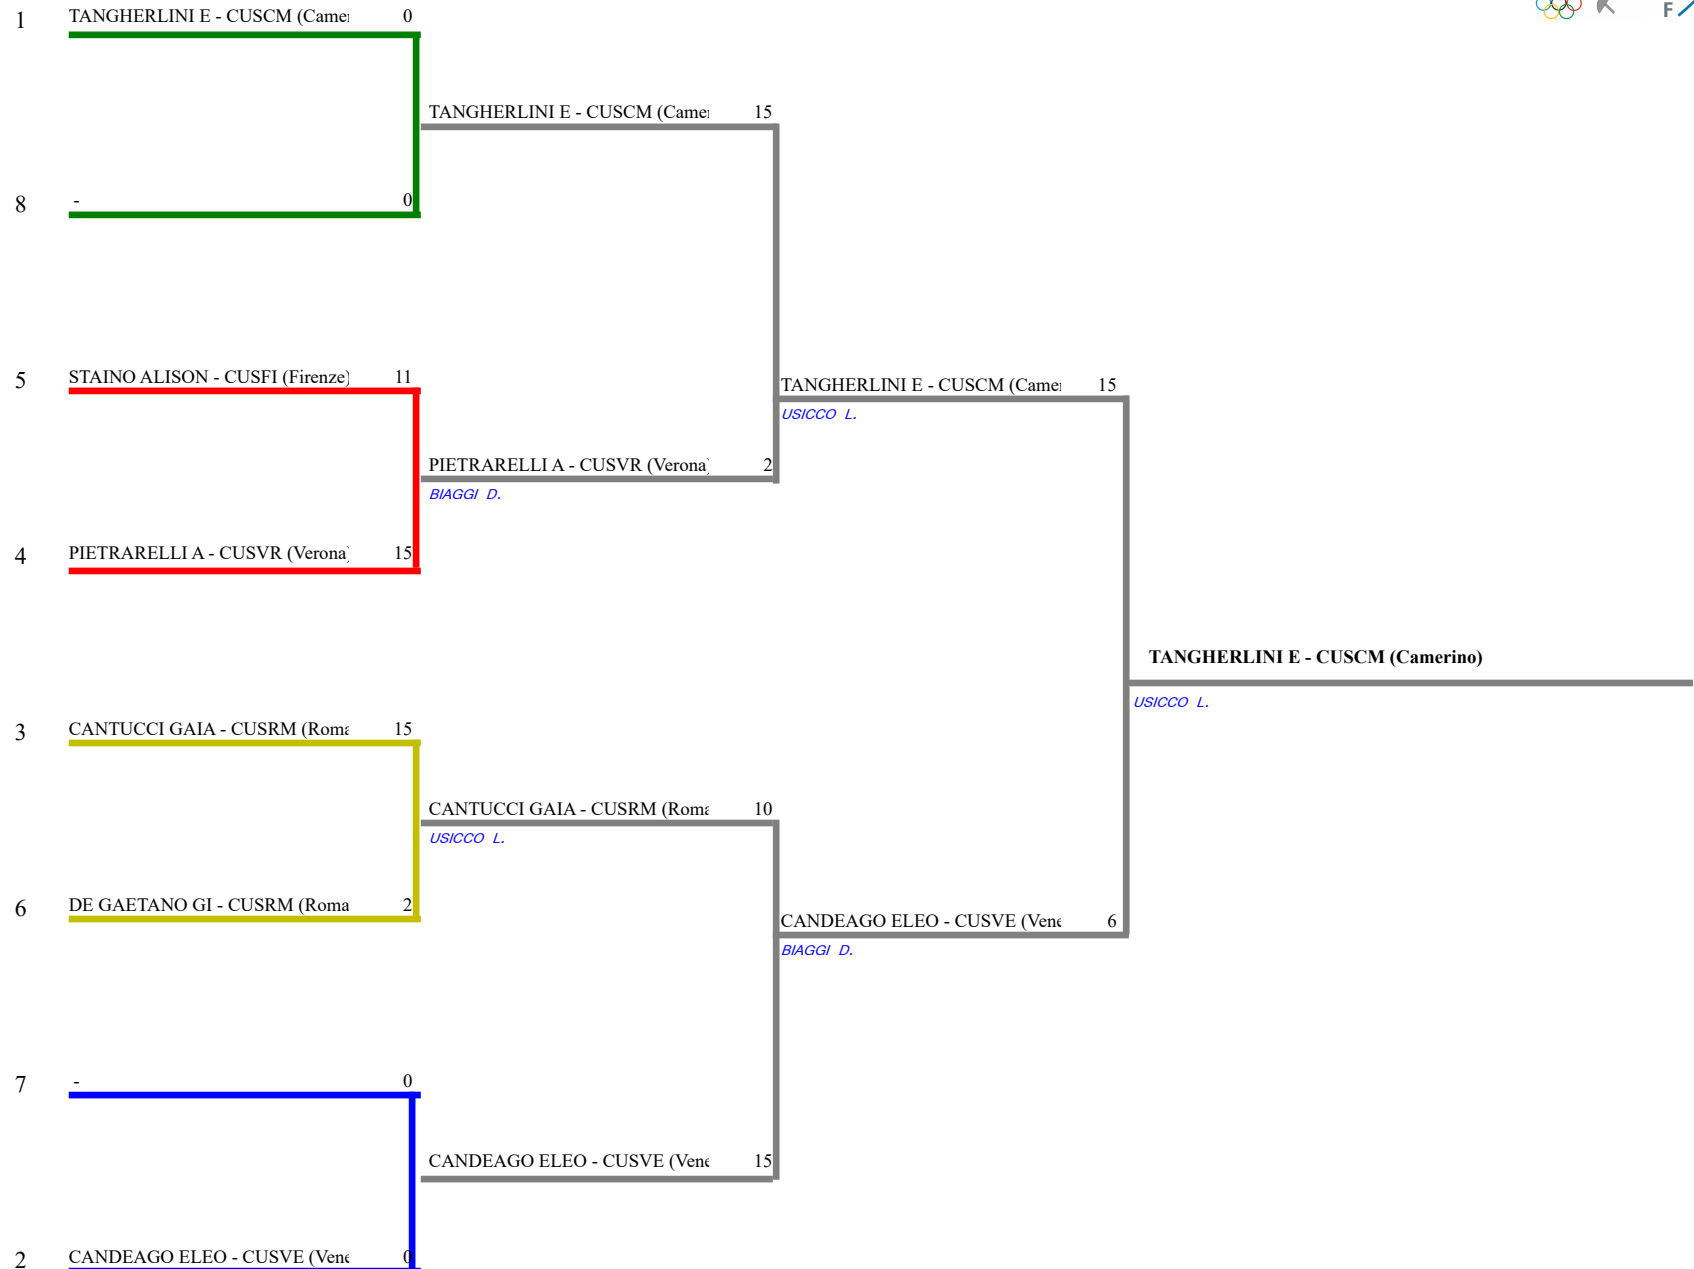 1 TANGHERLINI E - CUSCM (Camer 0
F
TANGHERLINI E - CUSCM (Camer 15
8 - 0
5 STAINO ALISON - CUSFI (Firenze) 11
TANGHERLINI E - CUSCM (Camer 15
USICCO L.
PIETRARELLI A - CUSVR (Verona) 2
BIAGGI D.
4 PIETRARELLI A - CUSVR (Verona) 15
TANGHERLINI E - CUSCM (Camerino)
USICCO L.
3 CANTUCCI GAIA - CUSRM (Roma 15
CANTUCCI GAIA - CUSRM (Roma 10
USICCO L.
6 DE GAETANO GI - CUSRM (Roma 2
CANDEAGO ELEO - CUSVE (Vene 6
BIAGGI D.
7 - 0
CANDEAGO ELEO - CUSVE (Vene 15
2 CANDEAGO ELEO - CUSVE (Vene 0